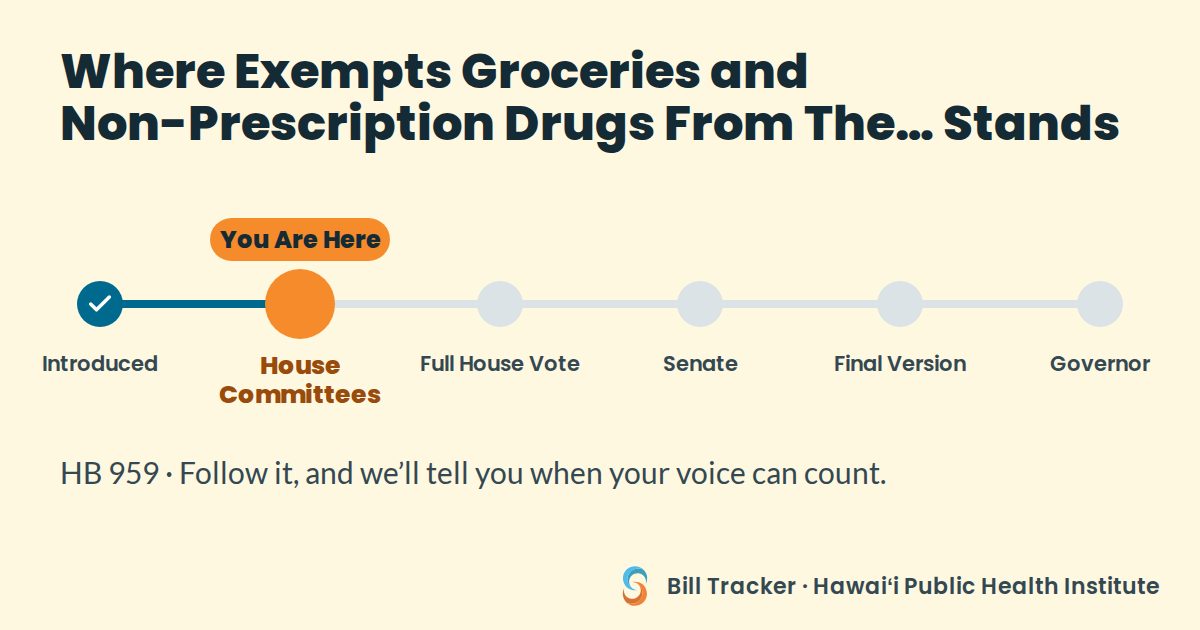 Where Exempts Groceries and
Non-Prescription Drugs From The... Stands
You Are Here
Introduced
House
Committees
Full House Vote
Senate
Final Version
Governor
HB 959 · Follow it, and we’ll tell you when your voice can count.
Bill Tracker · Hawaiʻi Public Health Institute